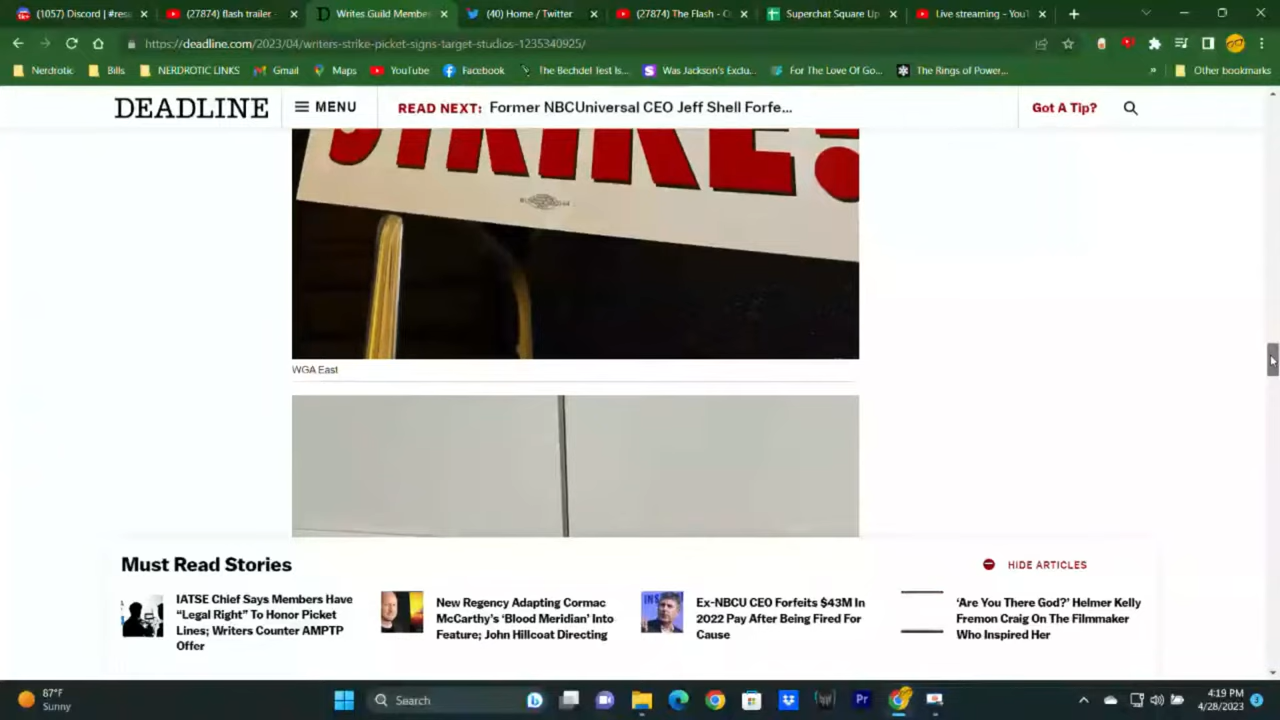 (1057) Discord | #resu
(27874) flash trailer -
Writes Guild Membe
(40) Home / Twitter
(27874) The Flash - O
Superchat Square Up
Live streaming - YouT
https://deadline.com/2023/04/writers-strike-picket-signs-target-studios-1235340925/
Nerdrotic
Bills
NERDROTIC LINKS
Gmail
Maps
YouTube
Facebook
The Bechdel Test Is...
Was Jackson's Exclu...
For The Love Of Go...
The Rings of Power...
Other bookmarks
DEADLINE
MENU
READ NEXT: Former NBCUniversal CEO Jeff Shell Forfe...
Got A Tip?
STRIKE!
WGA East
Must Read Stories
HIDE ARTICLES
IATSE Chief Says Members Have
“Legal Right” To Honor Picket
Lines; Writers Counter AMPTP
Offer
New Regency Adapting Cormac
McCarthy’s ‘Blood Meridian’ Into
Feature; John Hillcoat Directing
Ex-NBCU CEO Forfeits $43M In
2022 Pay After Being Fired For
Cause
‘Are You There God?’ Helmer Kelly
Fremon Craig On The Filmmaker
Who Inspired Her
87°F
Sunny
Search
4:19 PM
4/28/2023